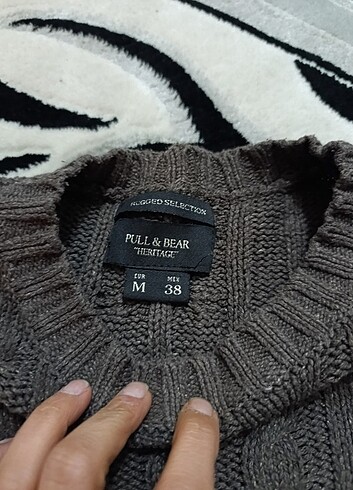 RUGGED SELECTION
PULL & BEAR
"HERITAGE"
EUR MEX
M 38